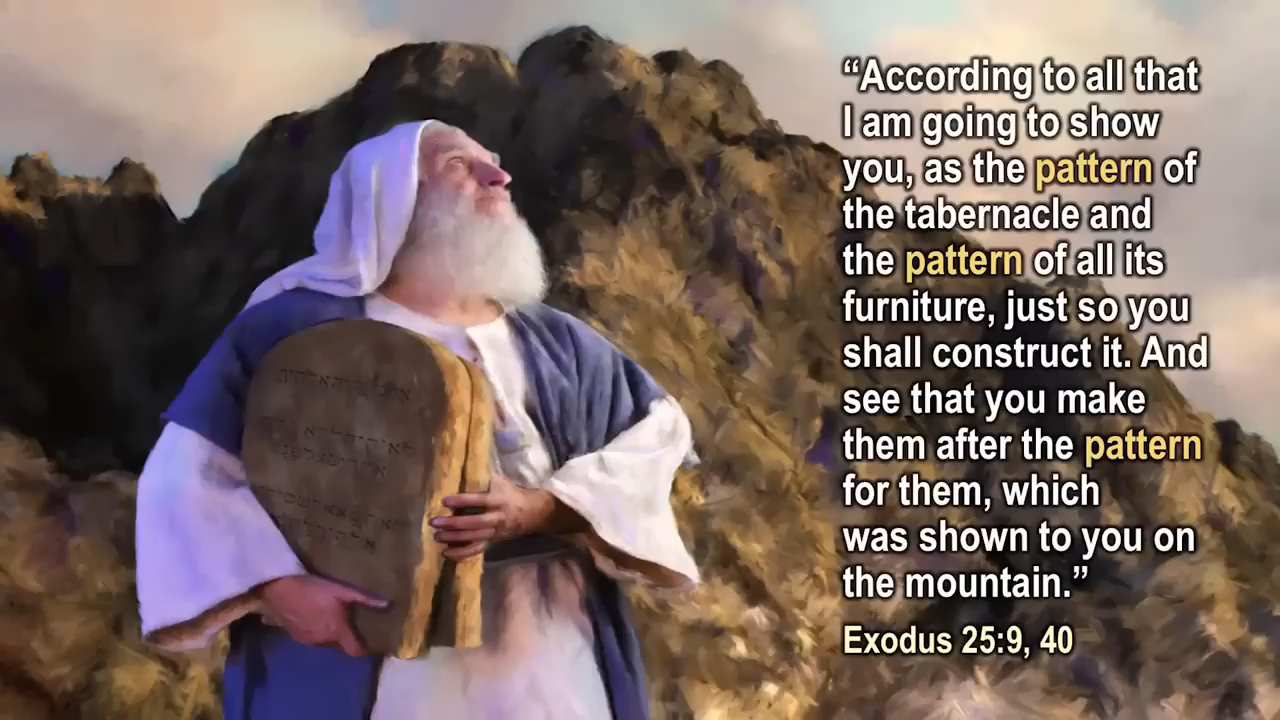 “According to all that
I am going to show
you, as the pattern of
the tabernacle and
the pattern of all its
furniture, just so you
shall construct it. And
see that you make
them after the pattern
for them, which
was shown to you on
the mountain.”
Exodus 25:9, 40